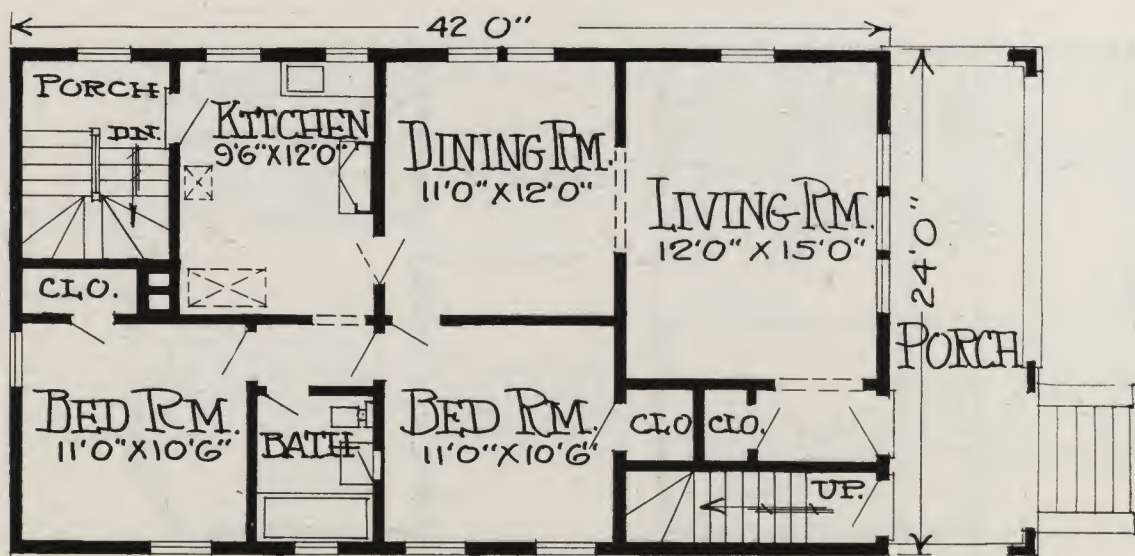 42 0"
PORCH
DN.
KITCHEN
9'6"X12'0"
DINING RM.
11'0"X12'0"
LIVING RM.
12'0" X 15'0"
24'0"
PORCH
CLO.
BED RM.
11'0"X10'6"
BATH
BED RM.
11'0"X10'6"
CLO
CLO.
UP.